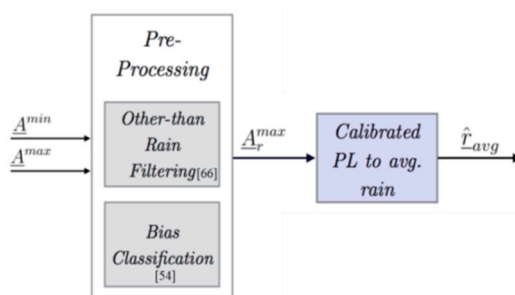 Pre-
Processing
A^min
A^max
Other-than
Rain
Filtering[66]
Bias
Classification
[54]
A_r^max
Calibrated
PL to avg.
rain
r̂_avg